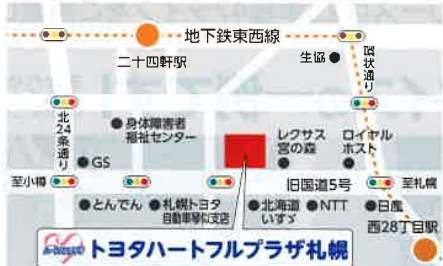 地下鉄東西線
二十四軒駅
生協
環状通り
北24条通り
身体障害者
福祉センター
レクサス
宮の森
ロイヤル
ホスト
GS
至小樽
旧国道5号
至札幌
とんでん
札幌トヨタ
自動車琴似支店
北海道
いすゞ
NTT
日産
西28丁目駅
トヨタハートフルプラザ札幌